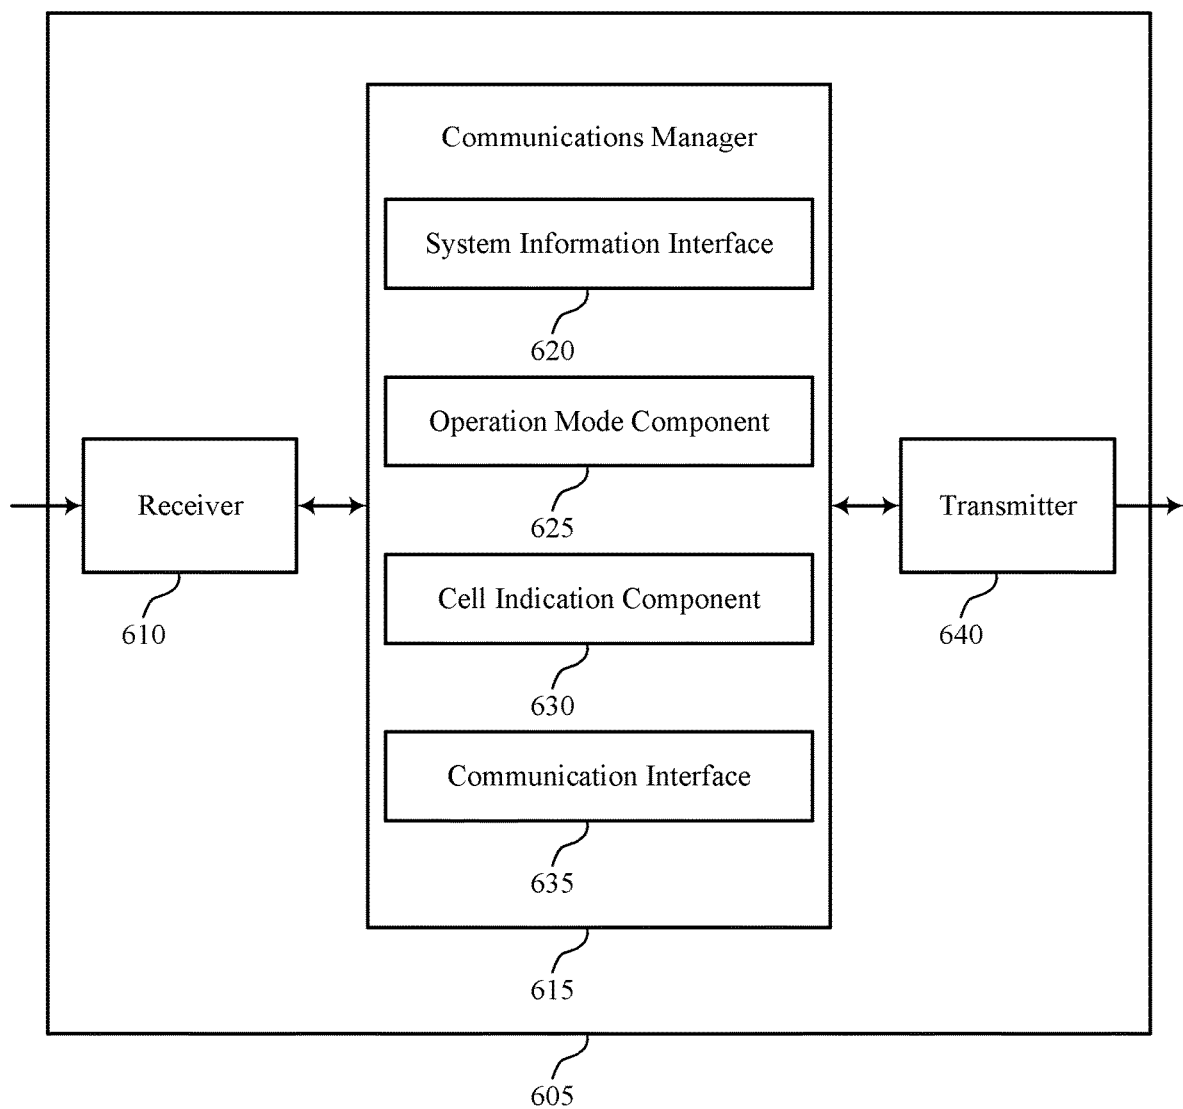 Communications Manager
System Information Interface
620
Operation Mode Component
625
Receiver
610
Transmitter
640
Cell Indication Component
630
Communication Interface
635
615
605